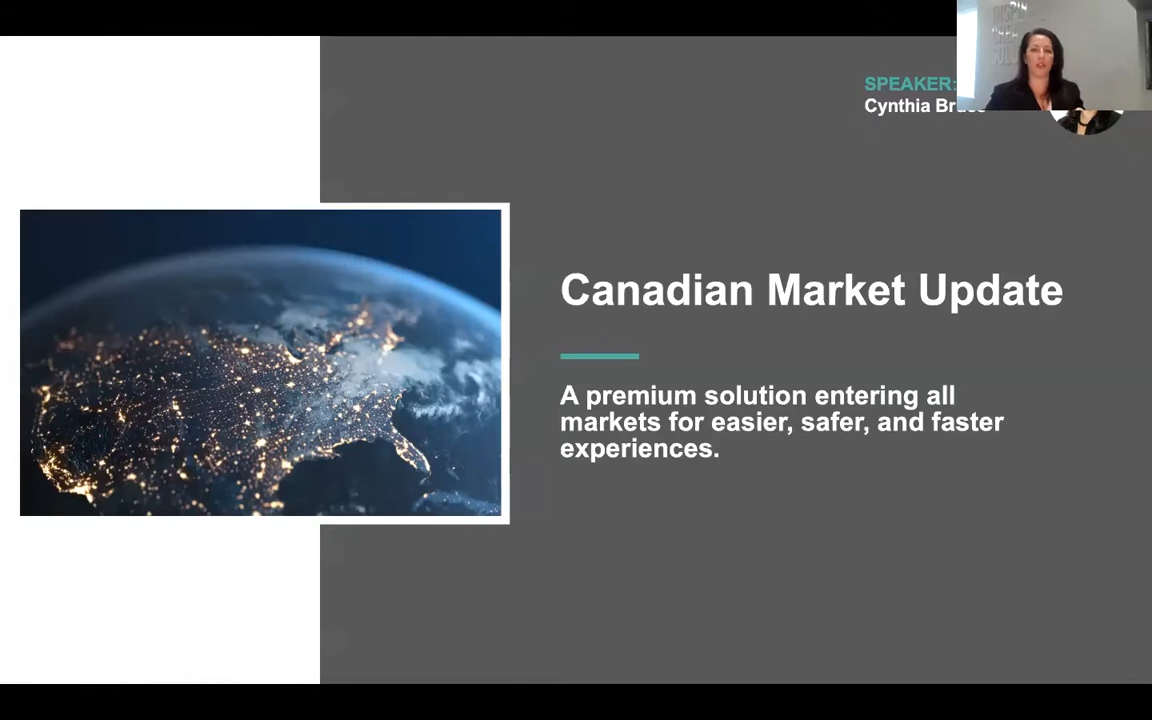 SPEAKER:
Cynthia
Canadian Market Update
A premium solution entering all
markets for easier, safer, and faster
experiences.